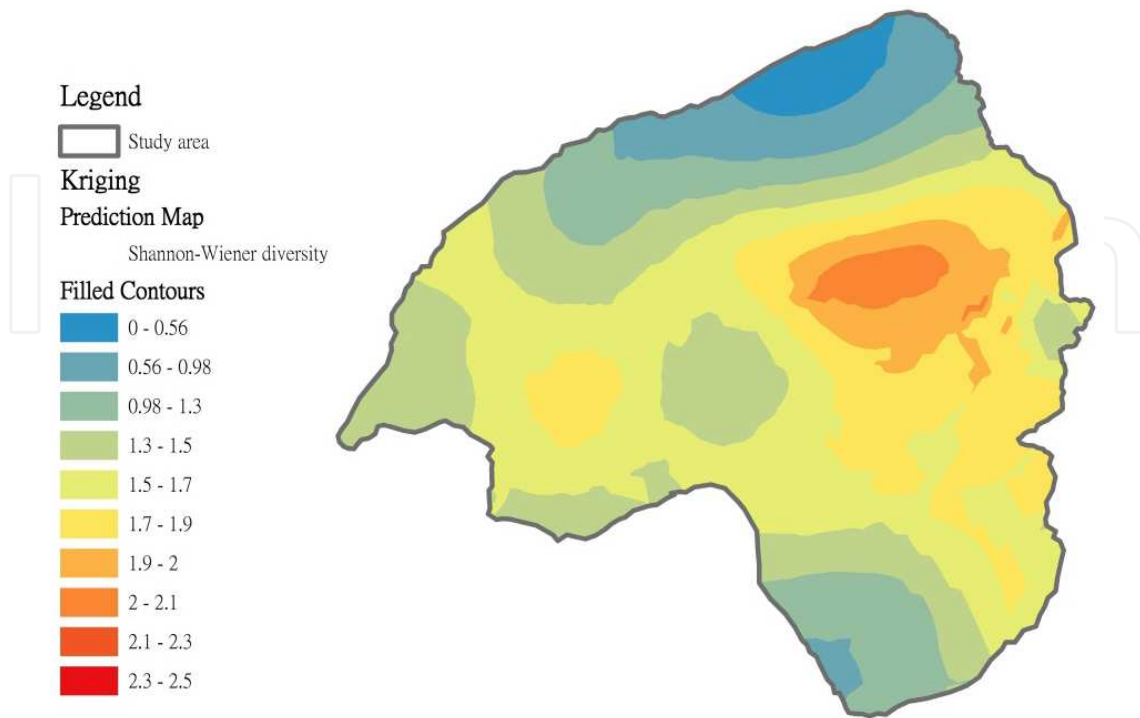 Legend
Study area
Kriging
Prediction Map
Shannon-Wiener diversity
Filled Contours
0 - 0.56
0.56 - 0.98
0.98 - 1.3
1.3 - 1.5
1.5 - 1.7
1.7 - 1.9
1.9 - 2
2 - 2.1
2.1 - 2.3
2.3 - 2.5